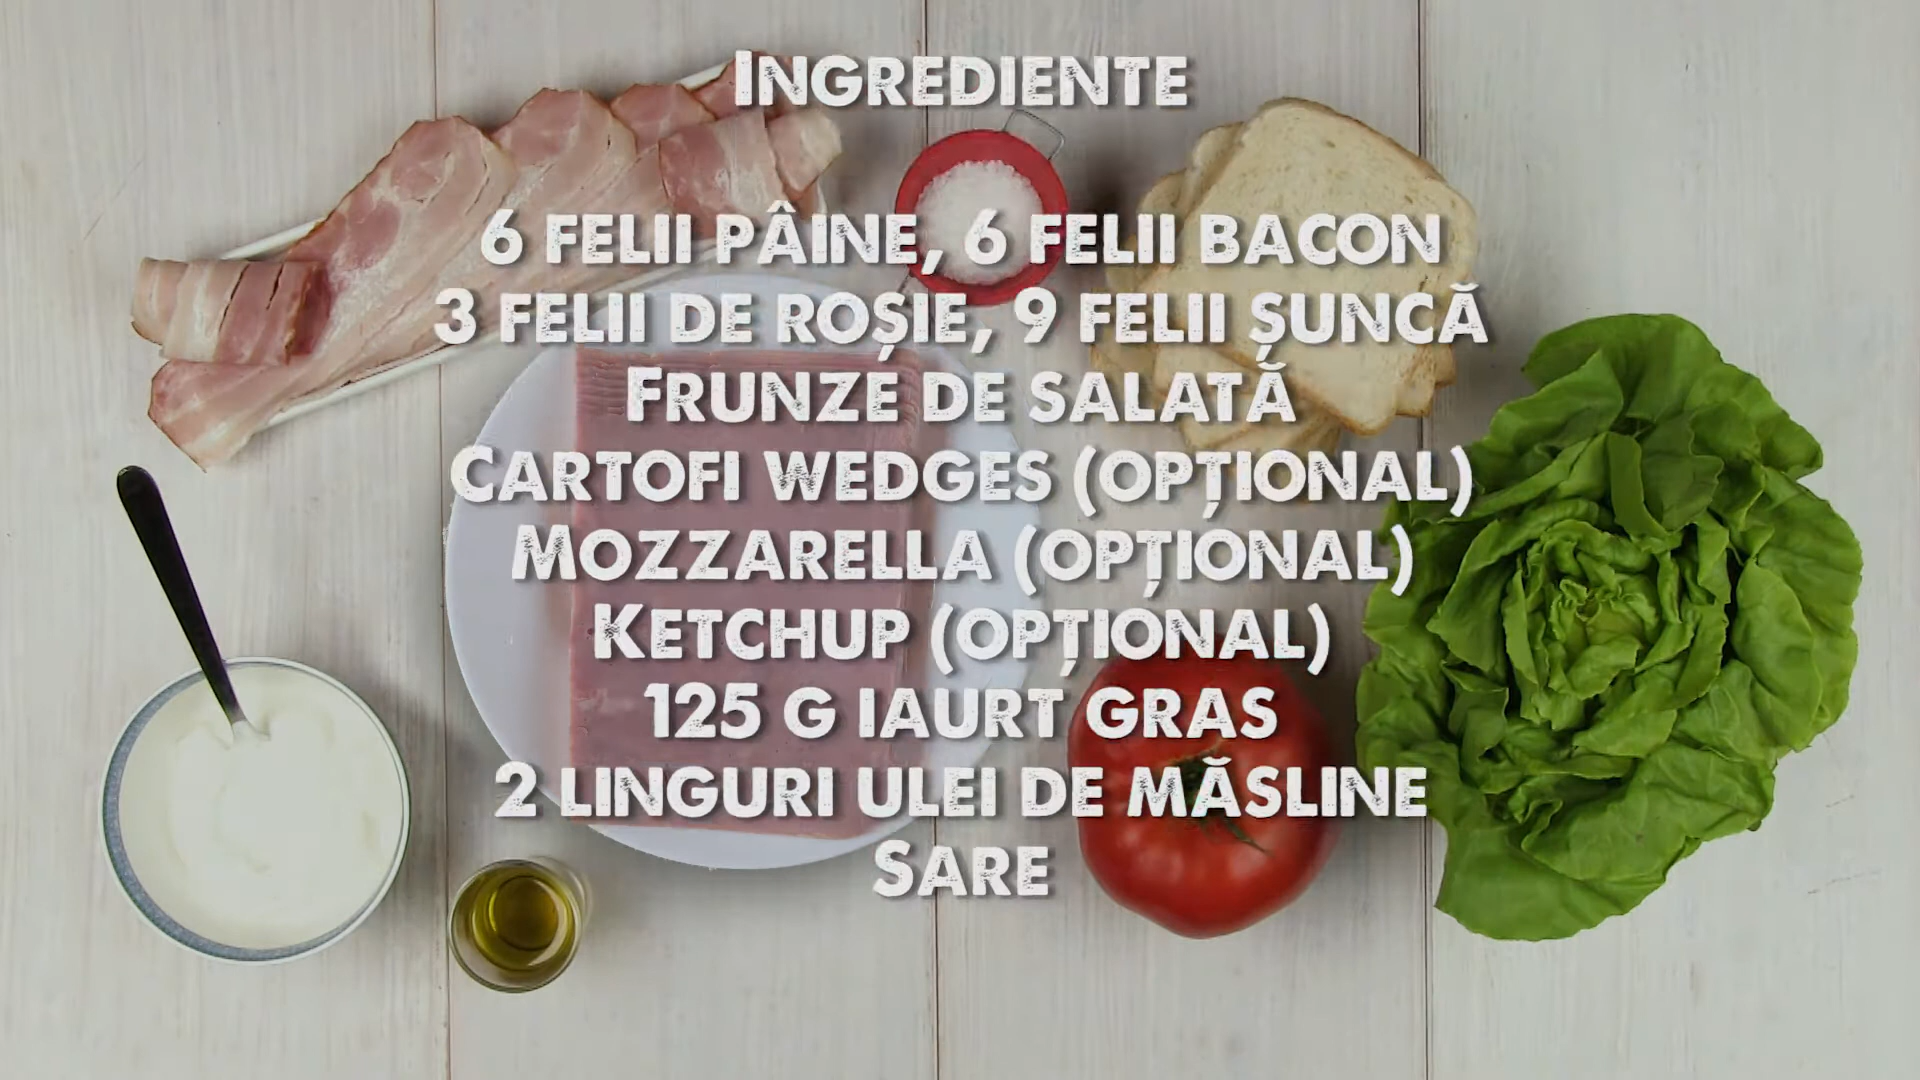 Ingrediente
6 felii pâine, 6 felii bacon
3 felii de roșie, 9 felii șuncă
Frunze de salată
Cartofi wedges (opțional)
Mozzarella (opțional)
Ketchup (opțional)
125 g iaurt gras
2 linguri ulei de măsline
Sare